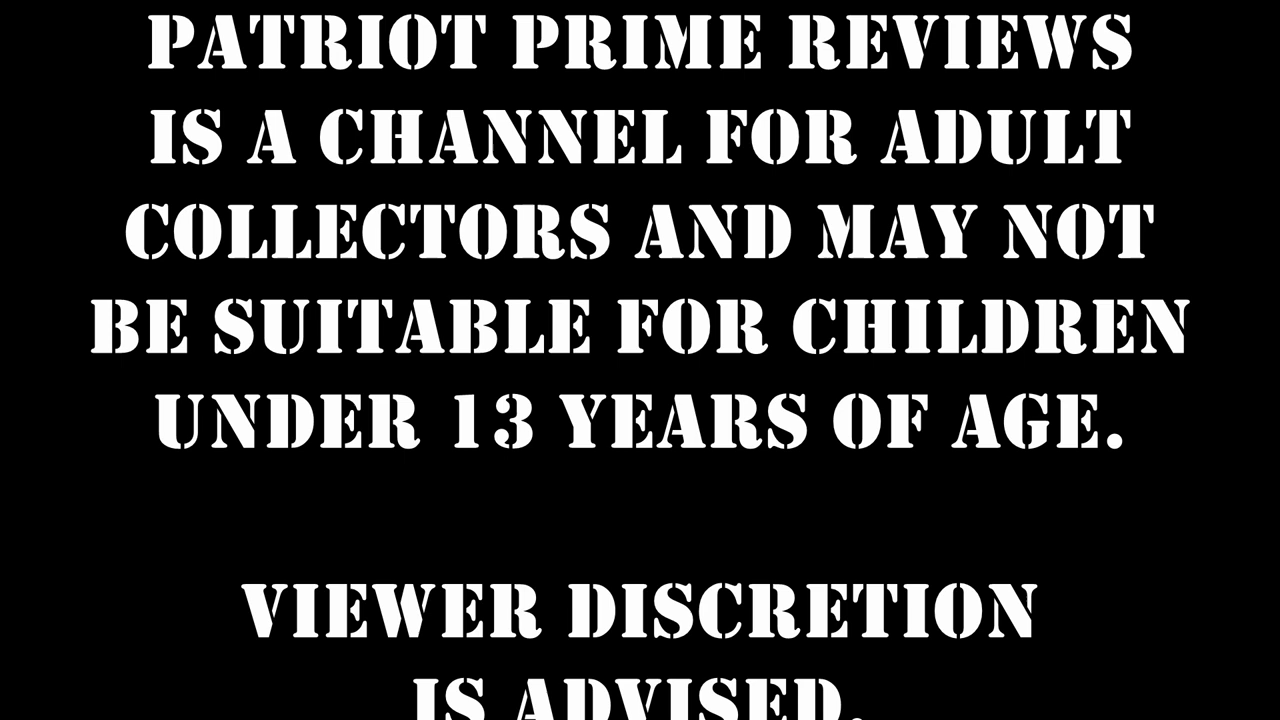 PATRIOT PRIME REVIEWS
IS A CHANNEL FOR ADULT
COLLECTORS AND MAY NOT
BE SUITABLE FOR CHILDREN
UNDER 13 YEARS OF AGE.
VIEWER DISCRETION
IS ADVISED.